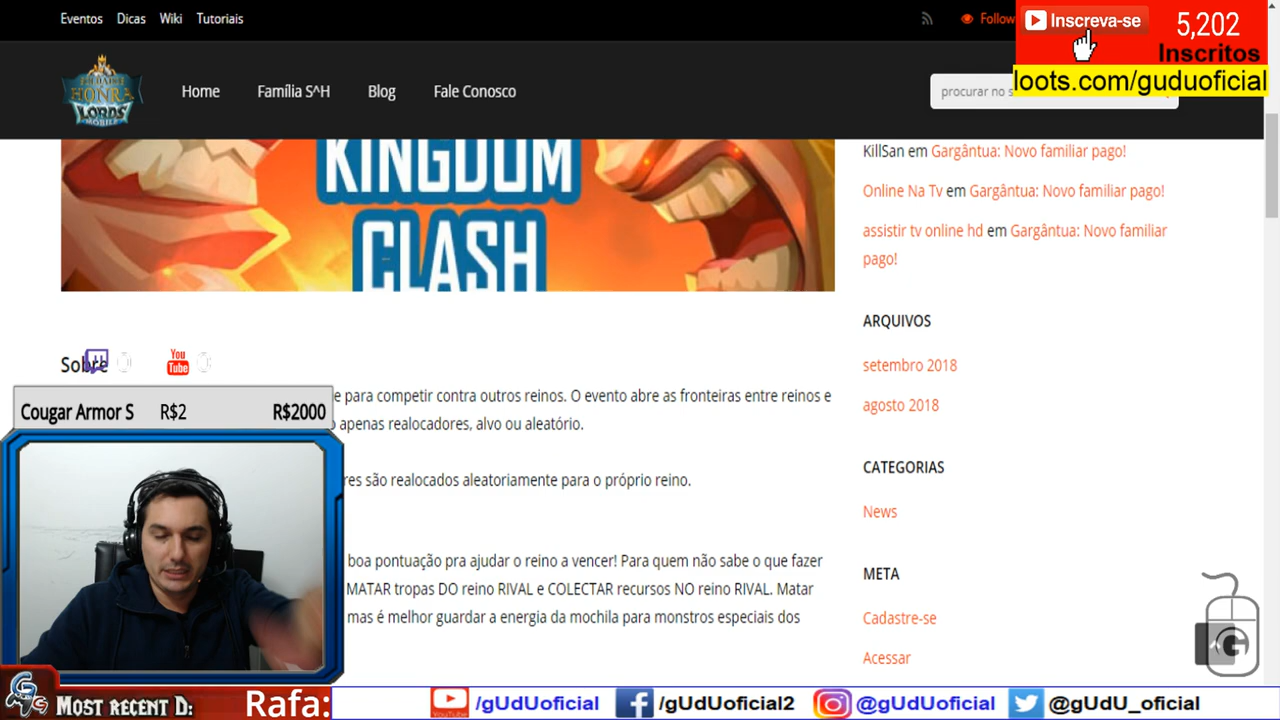 Eventos Dicas Wiki Tutoriais
Follow
Inscreva-se
5,202
Inscritos
loots.com/guduoficial
HONRA
LORDS
MOBILE
Home Família S^H Blog Fale Conosco
procurar no s
KINGDOM
CLASH
KillSan em Gargântua: Novo familiar pago!
Online Na Tv em Gargântua: Novo familiar pago!
assistir tv online hd em Gargântua: Novo familiar
pago!
ARQUIVOS
setembro 2018
agosto 2018
CATEGORIAS
News
META
Cadastre-se
Acessar
Sobre
You
Tube
e para competir contra outros reinos. O evento abre as fronteiras entre reinos e
apenas realocadores, alvo ou aleatório.
res são realocados aleatoriamente para o próprio reino.
boa pontuação pra ajudar o reino a vencer! Para quem não sabe o que fazer
MATAR tropas DO reino RIVAL e COLECTAR recursos NO reino RIVAL. Matar
mas é melhor guardar a energia da mochila para monstros especiais dos
Cougar Armor S R$2 R$2000
Most recent D: Rafa:
YouTube /gUdUoficial /gUdUoficial2 @gUdUoficial @gUdU_oficial